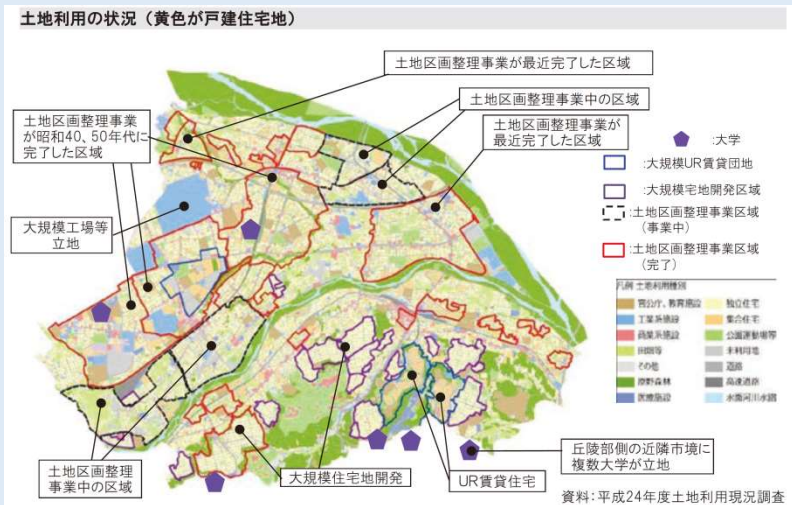 土地利用の状況（黄色が戸建住宅地）
土地区画整理事業が最近完了した区域
土地区画整理事業中の区域
土地区画整理事業が
最近完了した区域
土地区画整理事業
が昭和40、50年代に
完了した区域
大規模工場等
立地
:大学
:大規模UR賃貸団地
:大規模宅地開発区域
:土地区画整理事業区域
(事業中)
:土地区画整理事業区域
(完了)
凡例 土地利用種別
官公庁、教育施設
独立住宅
工業系施設
集合住宅
商業系施設
公園運動場等
田畑等
未利用地
その他
道路
原野森林
高速道路
医療施設
水面河川水面
土地区画整理
事業中の区域
大規模住宅地開発
UR賃貸住宅
丘陵部側の近隣市境に
複数大学が立地
資料:平成24年度土地利用現況調査